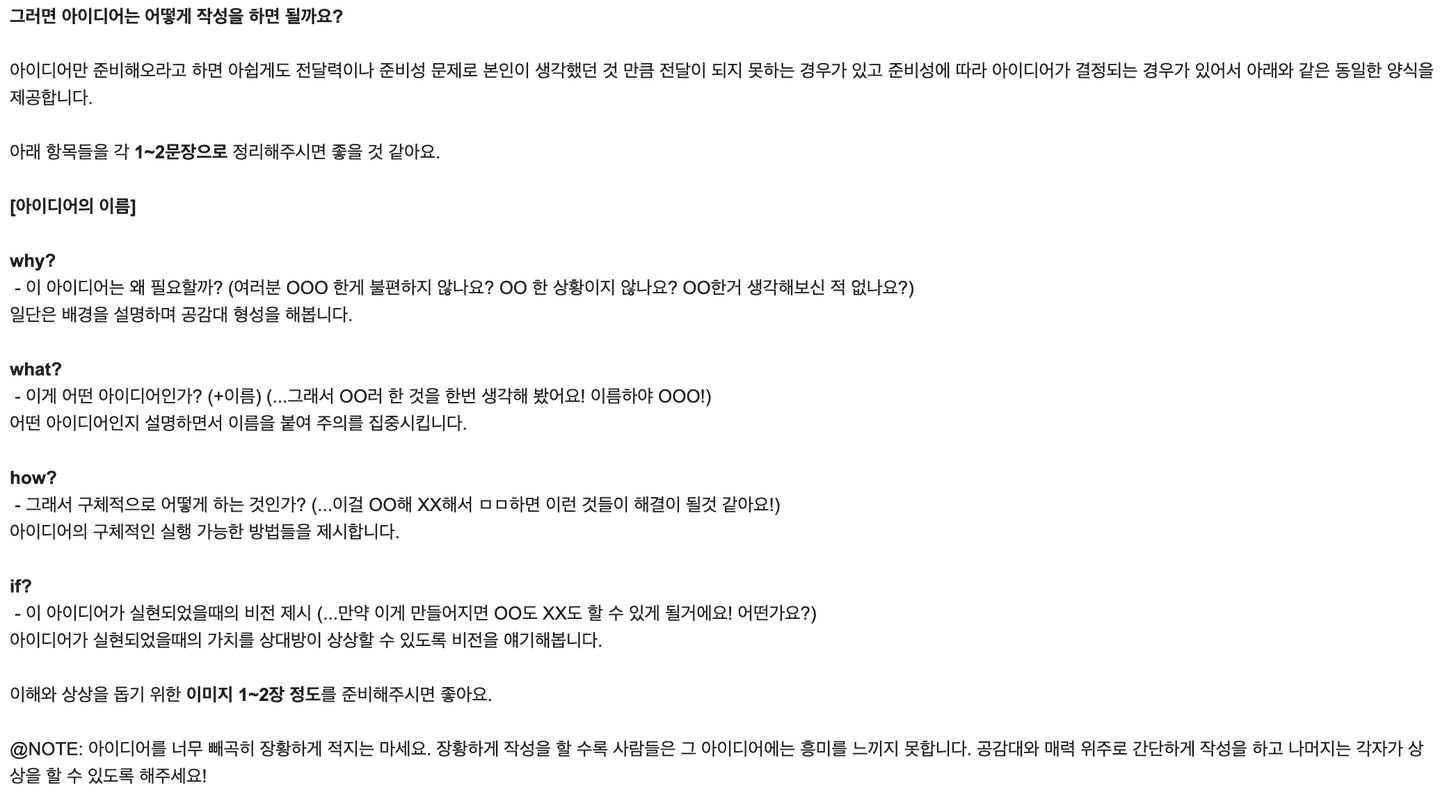 그러면 아이디어는 어떻게 작성을 하면 될까요?
아이디어만 준비해오라고 하면 아쉽게도 전달력이나 준비성 문제로 본인이 생각했던 것 만큼 전달이 되지 못하는 경우가 있고 준비성에 따라 아이디어가 결정되는 경우가 있어서 아래와 같은 동일한 양식을
제공합니다.
아래 항목들을 각 1~2문장으로 정리해주시면 좋을 것 같아요.
[아이디어의 이름]
why?
- 이 아이디어는 왜 필요할까? (여러분 OOO 한게 불편하지 않나요? OO 한 상황이지 않나요? OO한거 생각해보신 적 없나요?)
일단은 배경을 설명하며 공감대 형성을 해봅니다.
what?
- 이게 어떤 아이디어인가? (+이름) (...그래서 OO러 한 것을 한번 생각해 봤어요! 이름하야 OOO!)
어떤 아이디어인지 설명하면서 이름을 붙여 주의를 집중시킵니다.
how?
- 그래서 구체적으로 어떻게 하는 것인가? (...이걸 OO해 XX해서 ㅁㅁ하면 이런 것들이 해결이 될것 같아요!)
아이디어의 구체적인 실행 가능한 방법들을 제시합니다.
if?
- 이 아이디어가 실현되었을때의 비전 제시 (...만약 이게 만들어지면 OO도 XX도 할 수 있게 될거에요! 어떤가요?)
아이디어가 실현되었을때의 가치를 상대방이 상상할 수 있도록 비전을 얘기해봅니다.
이해와 상상을 돕기 위한 이미지 1~2장 정도를 준비해주시면 좋아요.
@NOTE: 아이디어를 너무 빼곡히 장황하게 적지는 마세요. 장황하게 작성을 할 수록 사람들은 그 아이디어에는 흥미를 느끼지 못합니다. 공감대와 매력 위주로 간단하게 작성을 하고 나머지는 각자가 상
상을 할 수 있도록 해주세요!